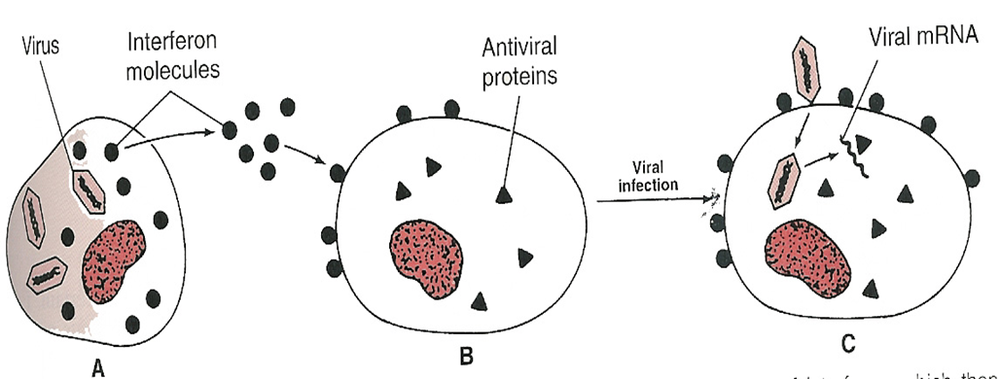 Virus
Interferon
molecules
Antiviral
proteins
Viral mRNA
Viral
infection
A
B
C